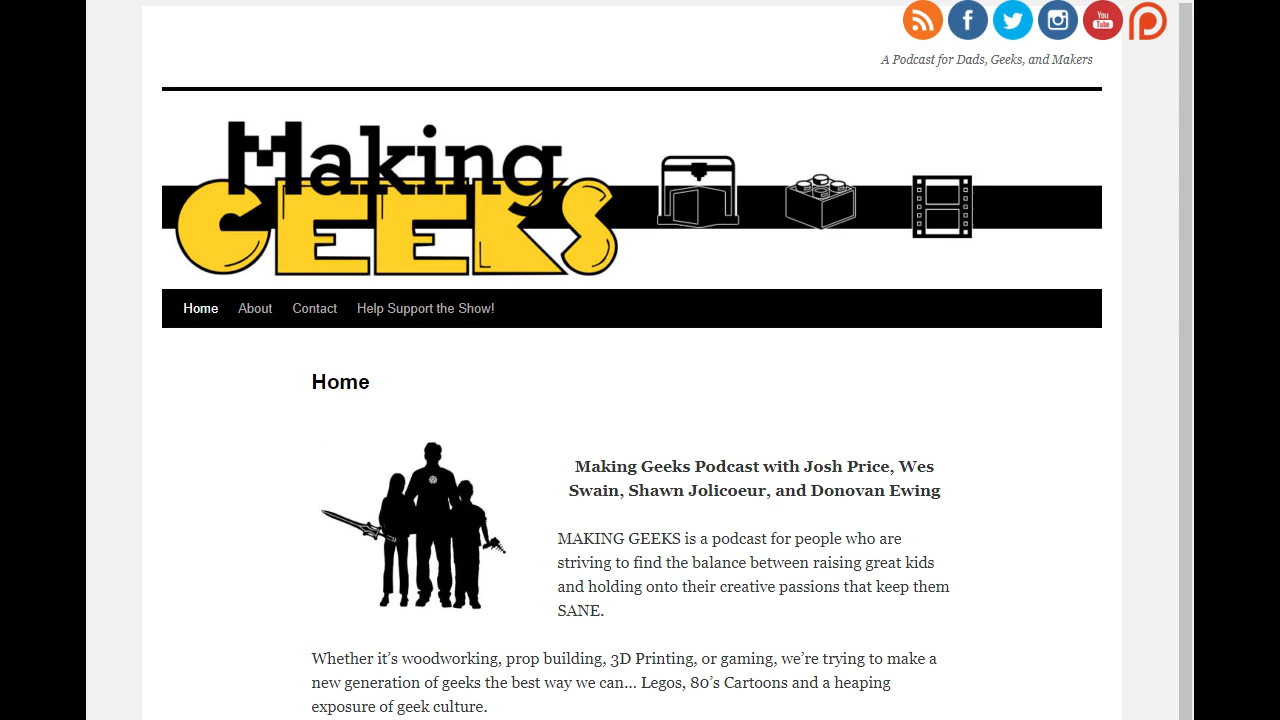 You
Tube
A Podcast for Dads, Geeks, and Makers
Making
GEEKS
Home About Contact Help Support the Show!
Home
Making Geeks Podcast with Josh Price, Wes
Swain, Shawn Jolicoeur, and Donovan Ewing
MAKING GEEKS is a podcast for people who are
striving to find the balance between raising great kids
and holding onto their creative passions that keep them
SANE.
Whether it’s woodworking, prop building, 3D Printing, or gaming, we’re trying to make a
new generation of geeks the best way we can… Legos, 80’s Cartoons and a heaping
exposure of geek culture.